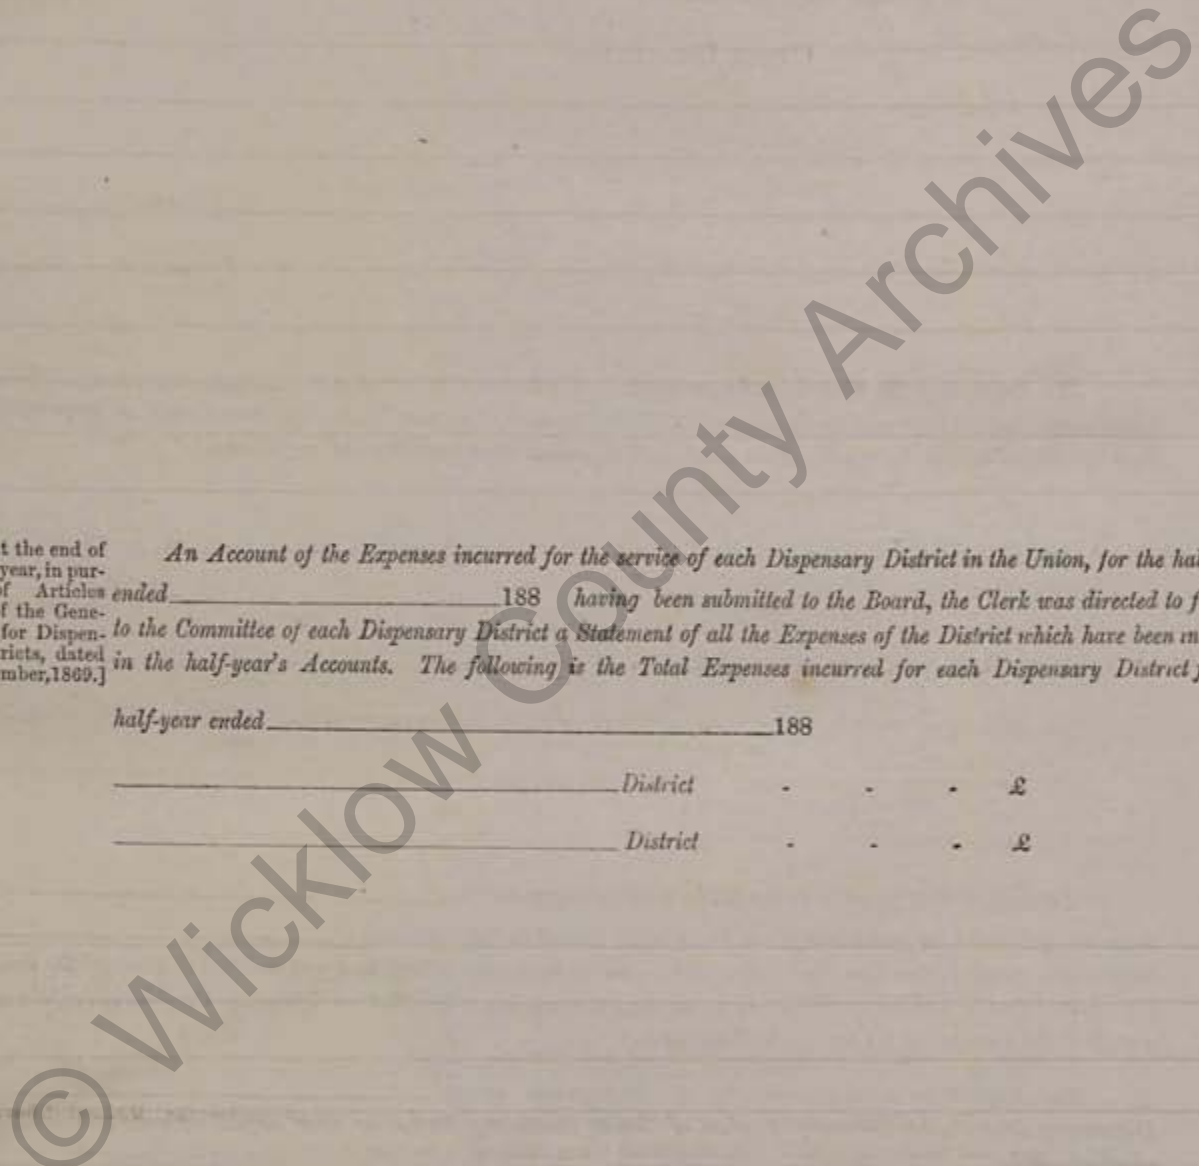 t the end of
year, in pur-
of Articles
f the Gene-
for Dispen-
ricts, dated
mber, 1869.]
An Account of the Expenses incurred for the service of each Dispensary District in the Union, for the hal
ended 188 having been submitted to the Board, the Clerk was directed to f
to the Committee of each Dispensary District a Statement of all the Expenses of the District which have been
in the half-year's Accounts. The following is the Total Expenses incurred for each Dispensary District
half-year ended 188
District - - - £
District - - - £
© Wicklow County Archives